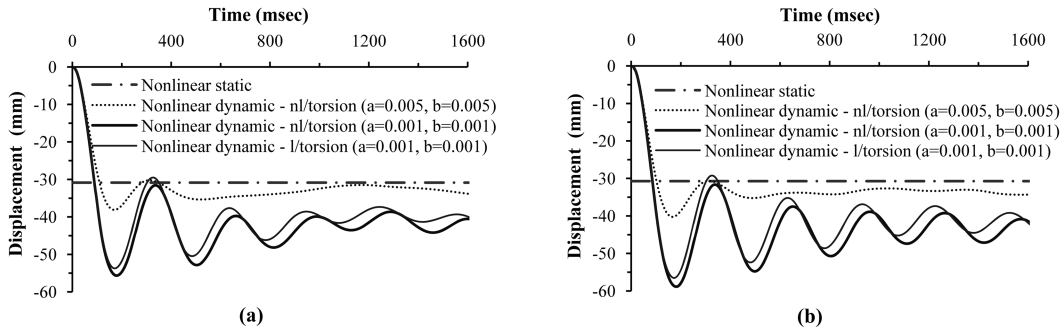 Time (msec)
0 400 800 1200 1600
0
-10
-20
-30
-40
-50
-60
Displacement (mm)
Nonlinear static
Nonlinear dynamic - nl/torsion (a=0.005, b=0.005)
Nonlinear dynamic - nl/torsion (a=0.001, b=0.001)
Nonlinear dynamic - l/torsion (a=0.001, b=0.001)
(a)
Time (msec)
0 400 800 1200 1600
0
-10
-20
-30
-40
-50
-60
Displacement (mm)
Nonlinear static
Nonlinear dynamic - nl/torsion (a=0.005, b=0.005)
Nonlinear dynamic - nl/torsion (a=0.001, b=0.001)
Nonlinear dynamic - l/torsion (a=0.001, b=0.001)
(b)